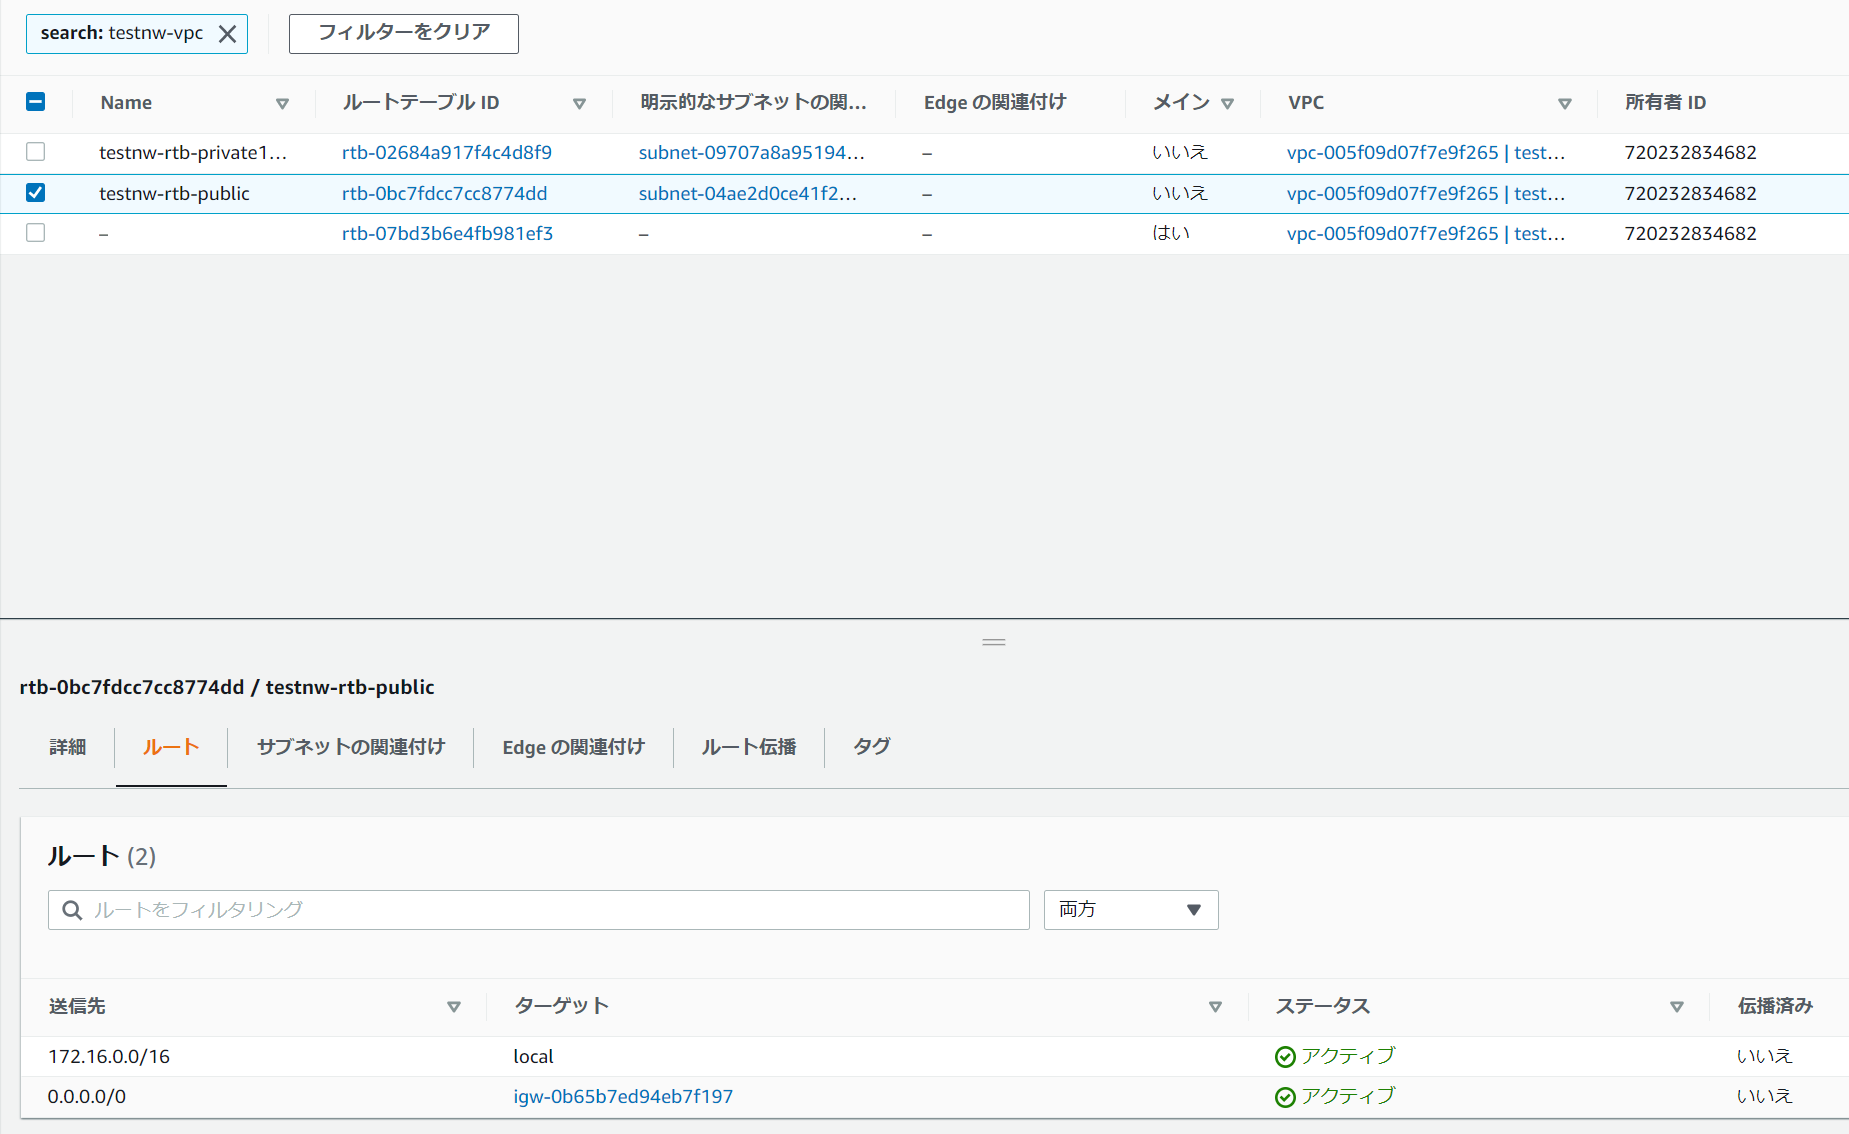 search: testnw-vpc フィルターをクリア
Name ルートテーブル ID 明示的なサブネットの関... Edge の関連付け メイン VPC 所有者 ID
testnw-rtb-private1... rtb-02684a917f4c4d8f9 subnet-09707a8a95194... – いいえ vpc-005f09d07f7e9f265 | test... 720232834682
testnw-rtb-public rtb-0bc7fdcc7cc8774dd subnet-04ae2d0ce41f2... – いいえ vpc-005f09d07f7e9f265 | test... 720232834682
– rtb-07bd3b6e4fb981ef3 – – はい vpc-005f09d07f7e9f265 | test... 720232834682
rtb-0bc7fdcc7cc8774dd / testnw-rtb-public
詳細 ルート サブネットの関連付け Edge の関連付け ルート伝播 タグ
ルート (2)
ルートをフィルタリング 両方
送信先 ターゲット ステータス 伝播済み
172.16.0.0/16 local アクティブ いいえ
0.0.0.0/0 igw-0b65b7ed94eb7f197 アクティブ いいえ